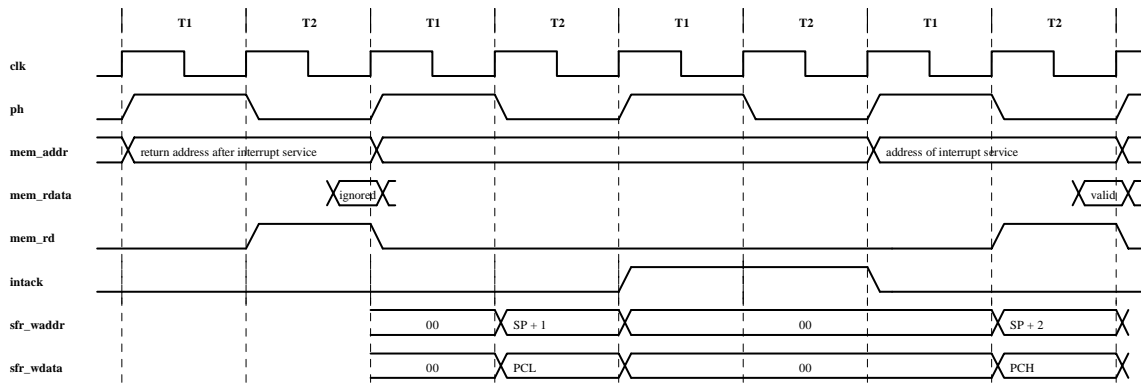 T1 T2 T1 T2 T1 T2 T1 T2
clk
ph
mem_addr return address after interrupt service address of interrupt service
mem_rdata ignored valid
mem_rd
intack
sfr_waddr 00 SP + 1 00 SP + 2
sfr_wdata 00 PCL 00 PCH